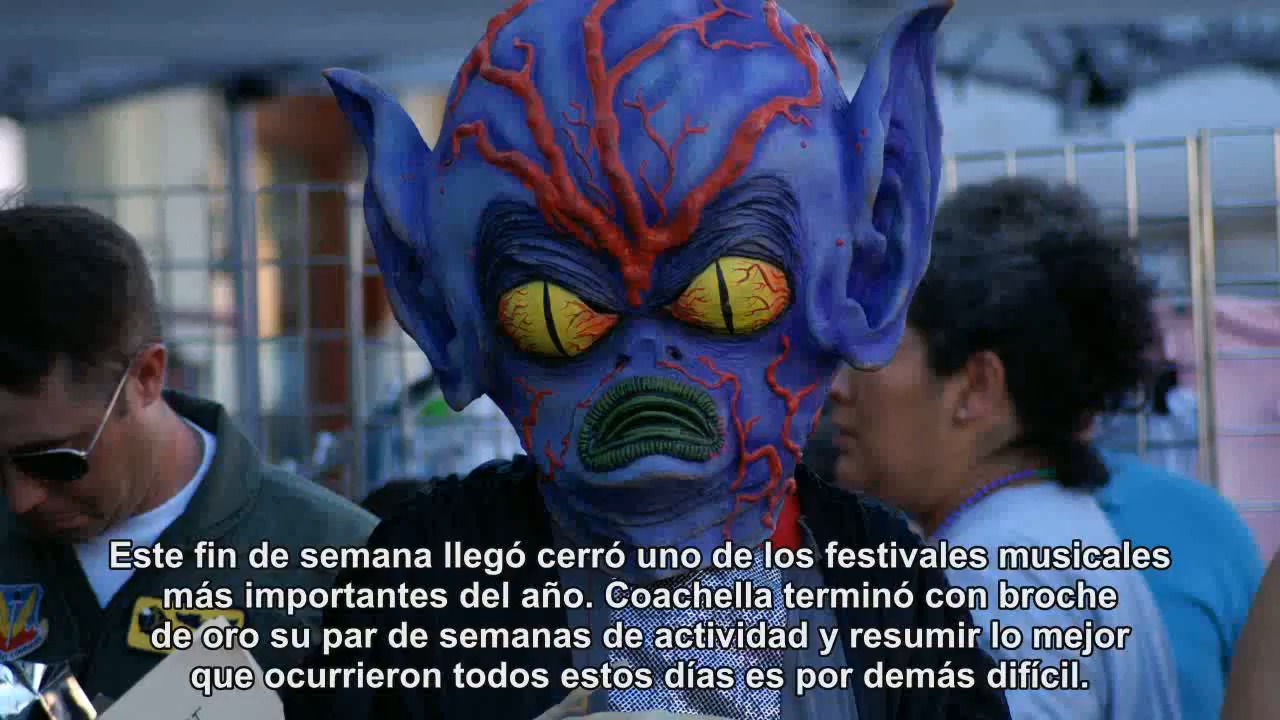 Este fin de semana llegó cerró uno de los festivales musicales
más importantes del año. Coachella terminó con broche
de oro su par de semanas de actividad y resumir lo mejor
que ocurrieron todos estos días es por demás difícil.